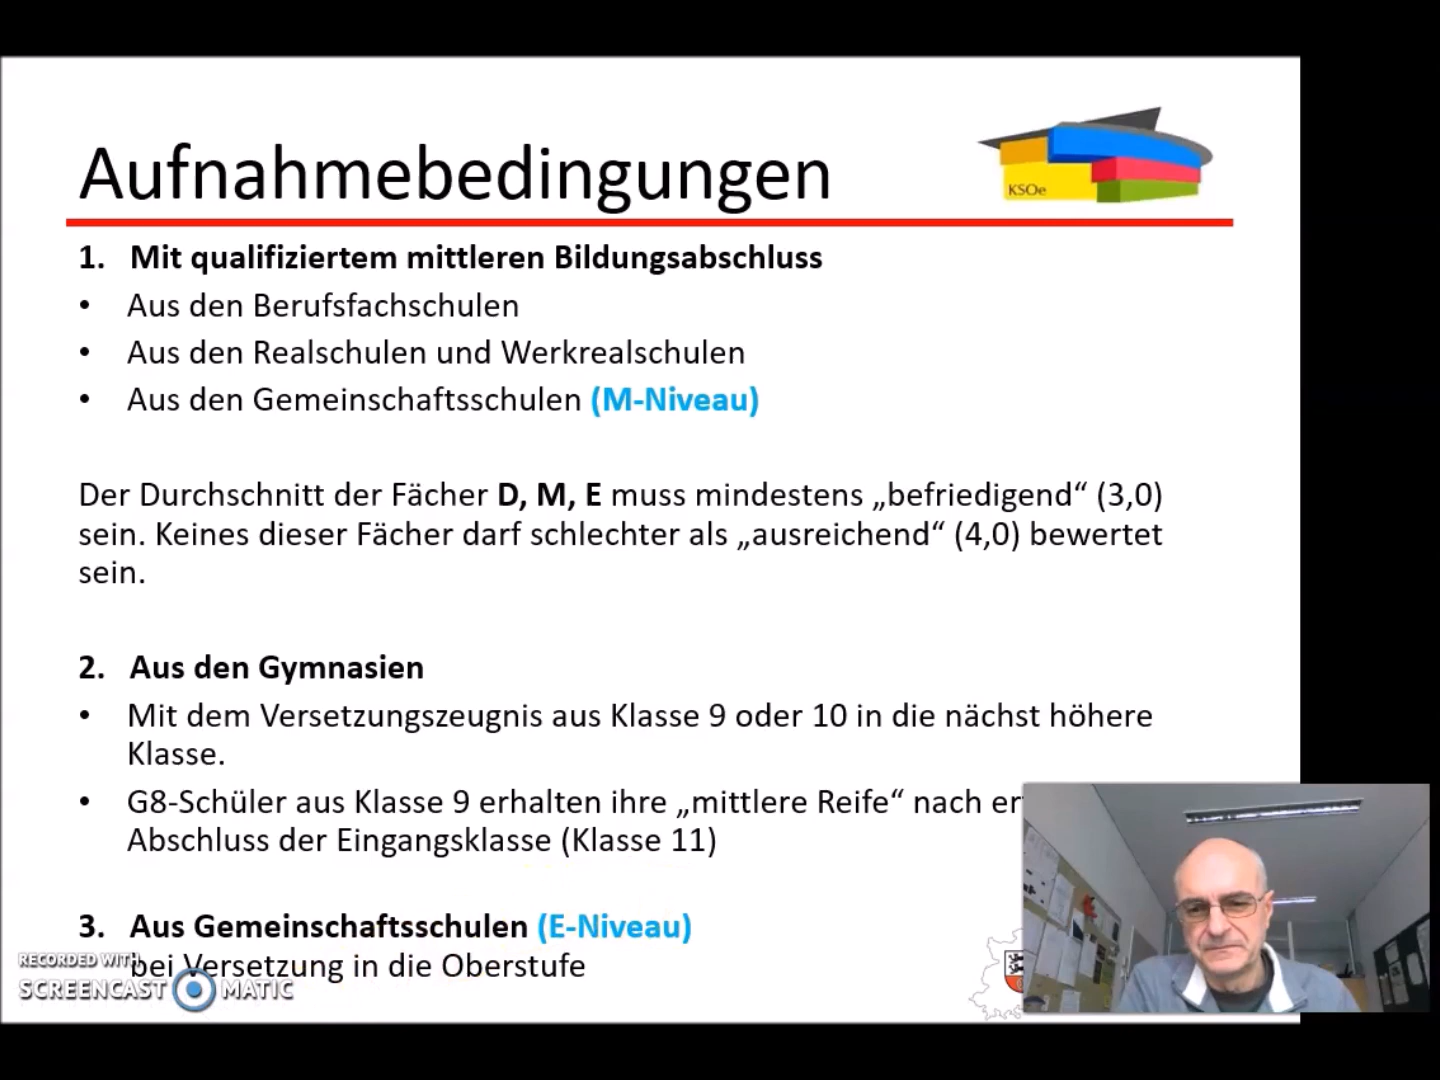 Aufnahmebedingungen
KSOe
1. Mit qualifiziertem mittleren Bildungsabschluss
• Aus den Berufsfachschulen
• Aus den Realschulen und Werkrealschulen
• Aus den Gemeinschaftsschulen (M-Niveau)
Der Durchschnitt der Fächer D, M, E muss mindestens „befriedigend“ (3,0)
sein. Keines dieser Fächer darf schlechter als „ausreichend“ (4,0) bewertet
sein.
2. Aus den Gymnasien
• Mit dem Versetzungszeugnis aus Klasse 9 oder 10 in die nächst höhere
Klasse.
• G8-Schüler aus Klasse 9 erhalten ihre „mittlere Reife“ nach
Abschluss der Eingangsklasse (Klasse 11)
3. Aus Gemeinschaftsschulen (E-Niveau)
bei Versetzung in die Oberstufe
RECORDED WITH
SCREENCAST MATIC